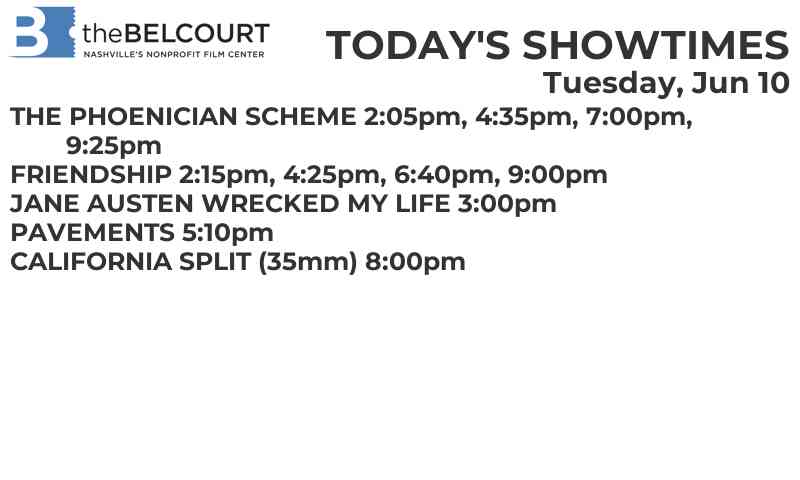 B theBELCOURT
NASHVILLE'S NONPROFIT FILM CENTER
TODAY'S SHOWTIMES
Tuesday, Jun 10
THE PHOENICIAN SCHEME 2:05pm, 4:35pm, 7:00pm,
9:25pm
FRIENDSHIP 2:15pm, 4:25pm, 6:40pm, 9:00pm
JANE AUSTEN WRECKED MY LIFE 3:00pm
PAVEMENTS 5:10pm
CALIFORNIA SPLIT (35mm) 8:00pm